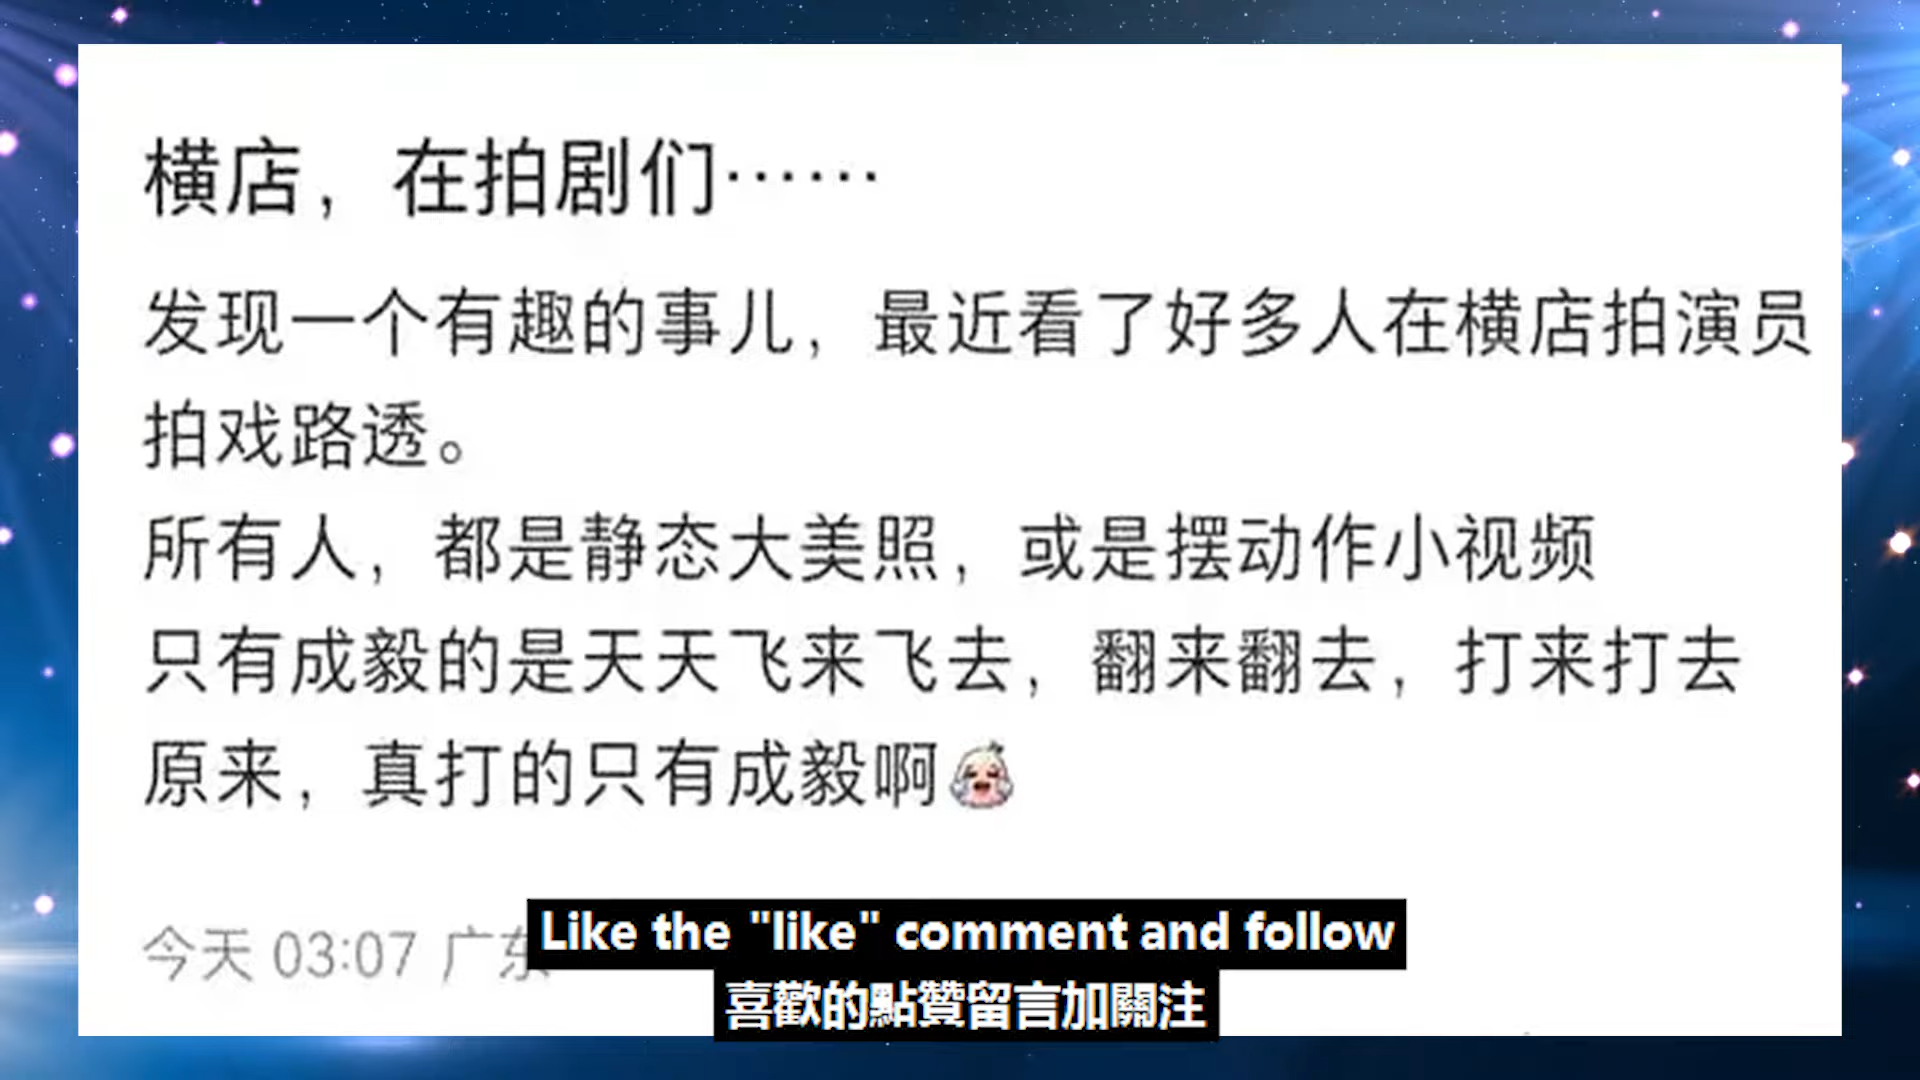 横店，在拍剧们……
发现一个有趣的事儿，最近看了好多人在横店拍演员
拍戏路透。
所有人，都是静态大美照，或是摆动作小视频
只有成毅的是天天飞来飞去，翻来翻去，打来打去
原来，真打的只有成毅啊
今天 03:07 广东
Like the "like" comment and follow
喜歡的點贊留言加關注